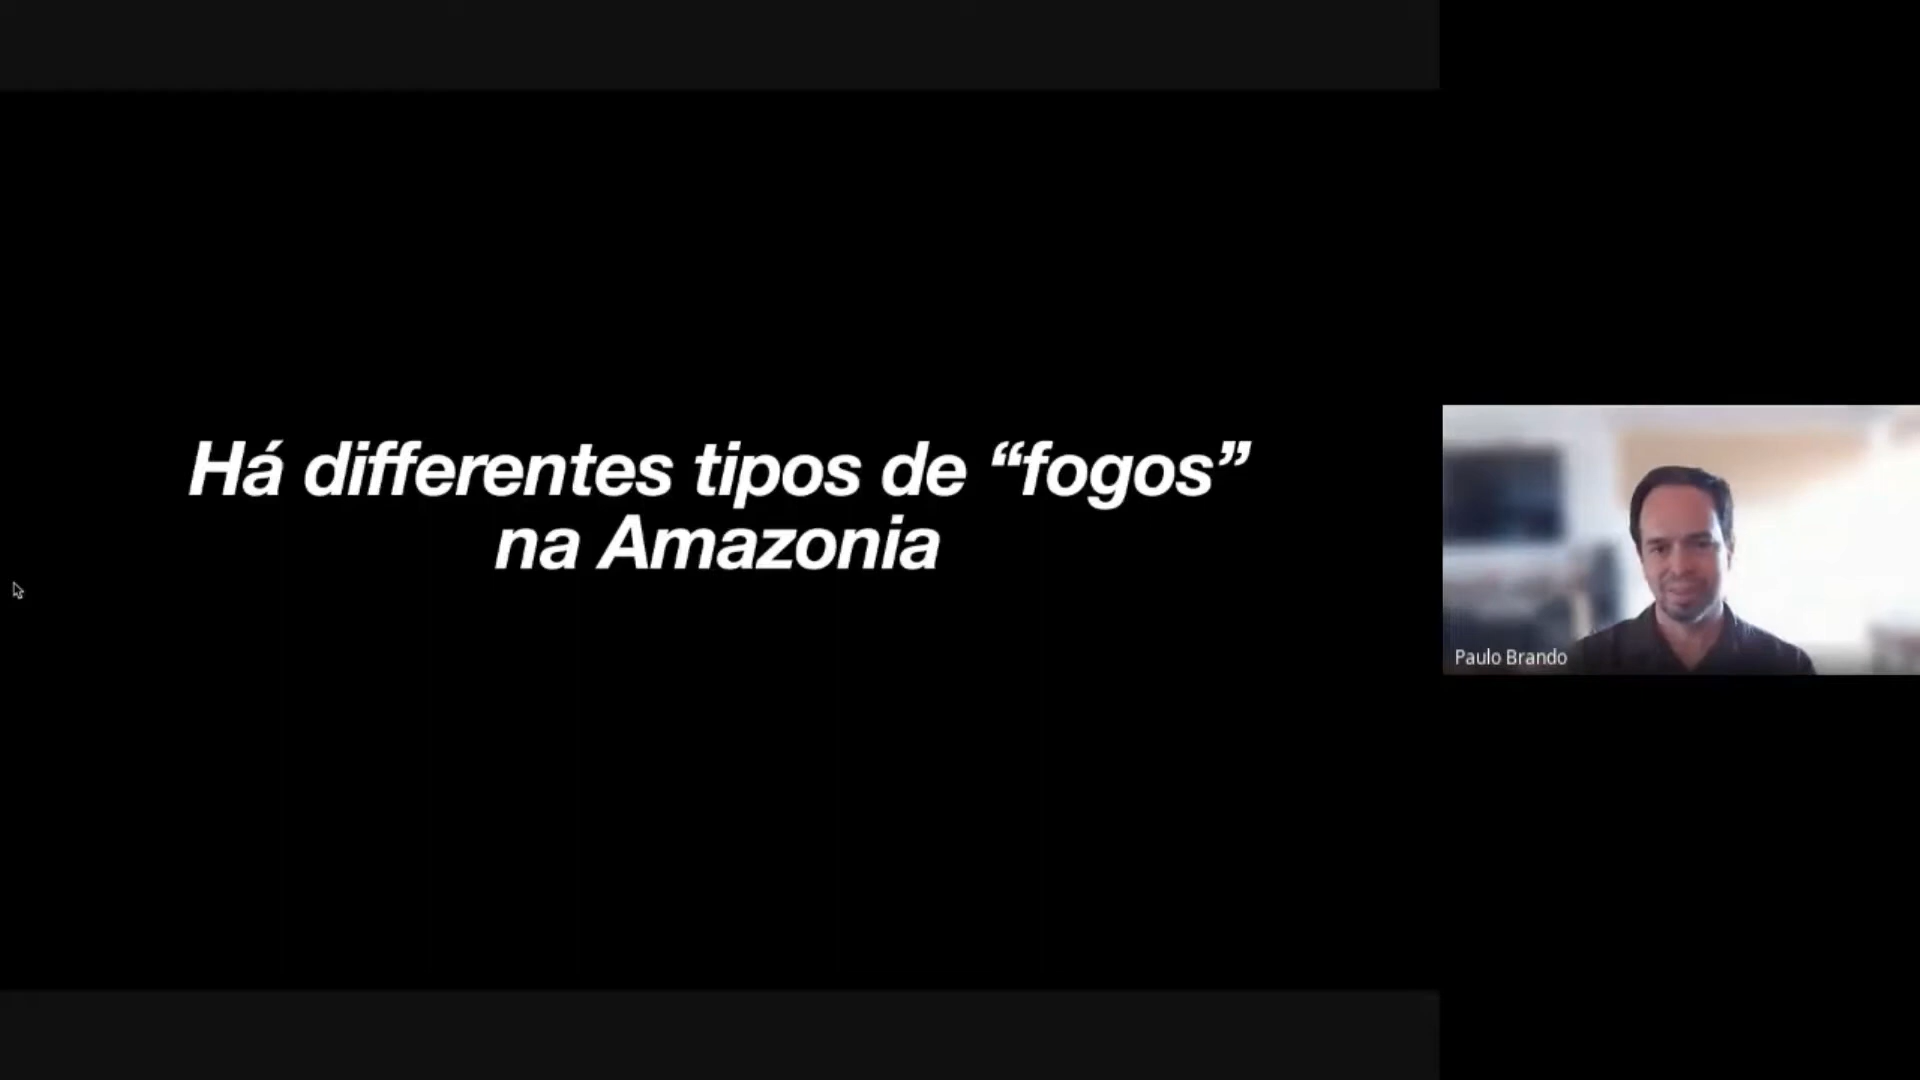 Há differentes tipos de “fogos”
na Amazonia
Paulo Brando